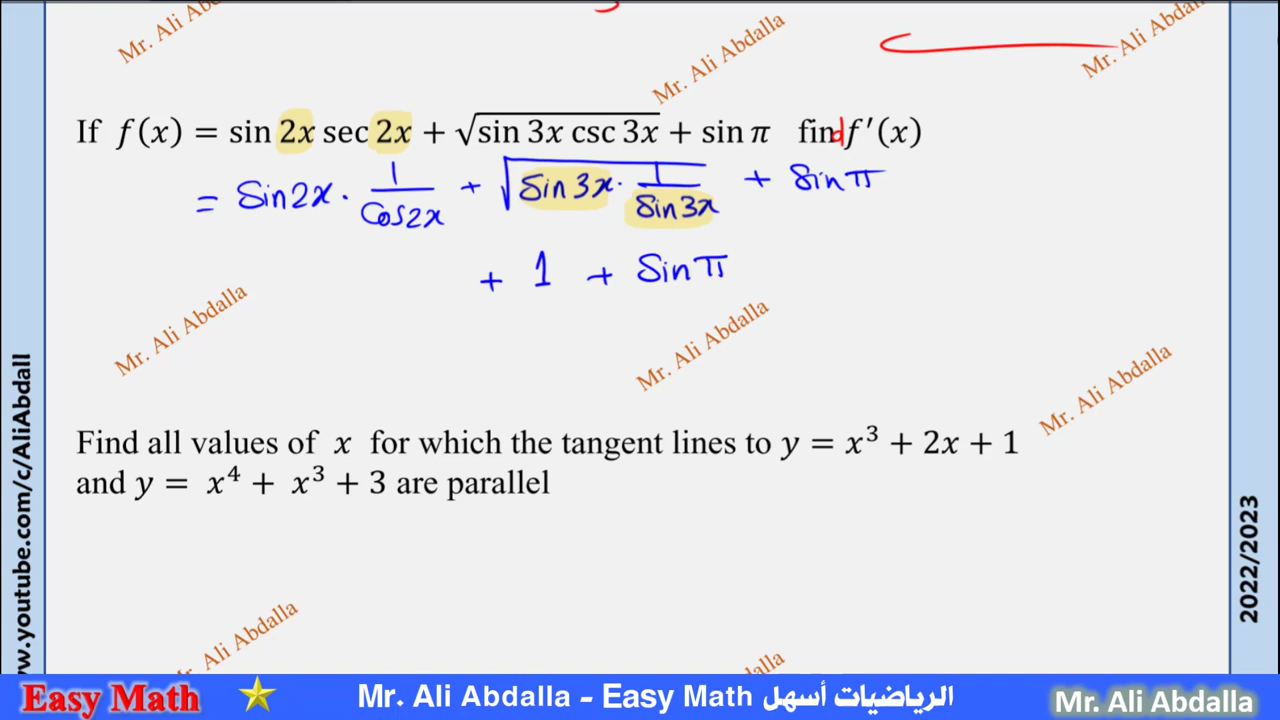 Mr. Ali Abdalla
Mr. Ali Abdalla
Mr. Ali Abdalla
If f(x) = sin 2x sec 2x + √(sin 3x csc 3x) + sin π find f′(x)
= Sin2x · 1/Cos2x + √(Sin 3x · 1/Sin3x) + Sin π
+ 1 + Sin π
Mr. Ali Abdalla
Mr. Ali Abdalla
Mr. Ali Abdalla
Find all values of x for which the tangent lines to y = x³ + 2x + 1
and y = x⁴ + x³ + 3 are parallel
w.youtube.com/c/AliAbdall
2022/2023
. Ali Abdalla
dalla
Easy Math
Mr. Ali Abdalla – Easy Math الرياضيات أسهل
Mr. Ali Abdalla